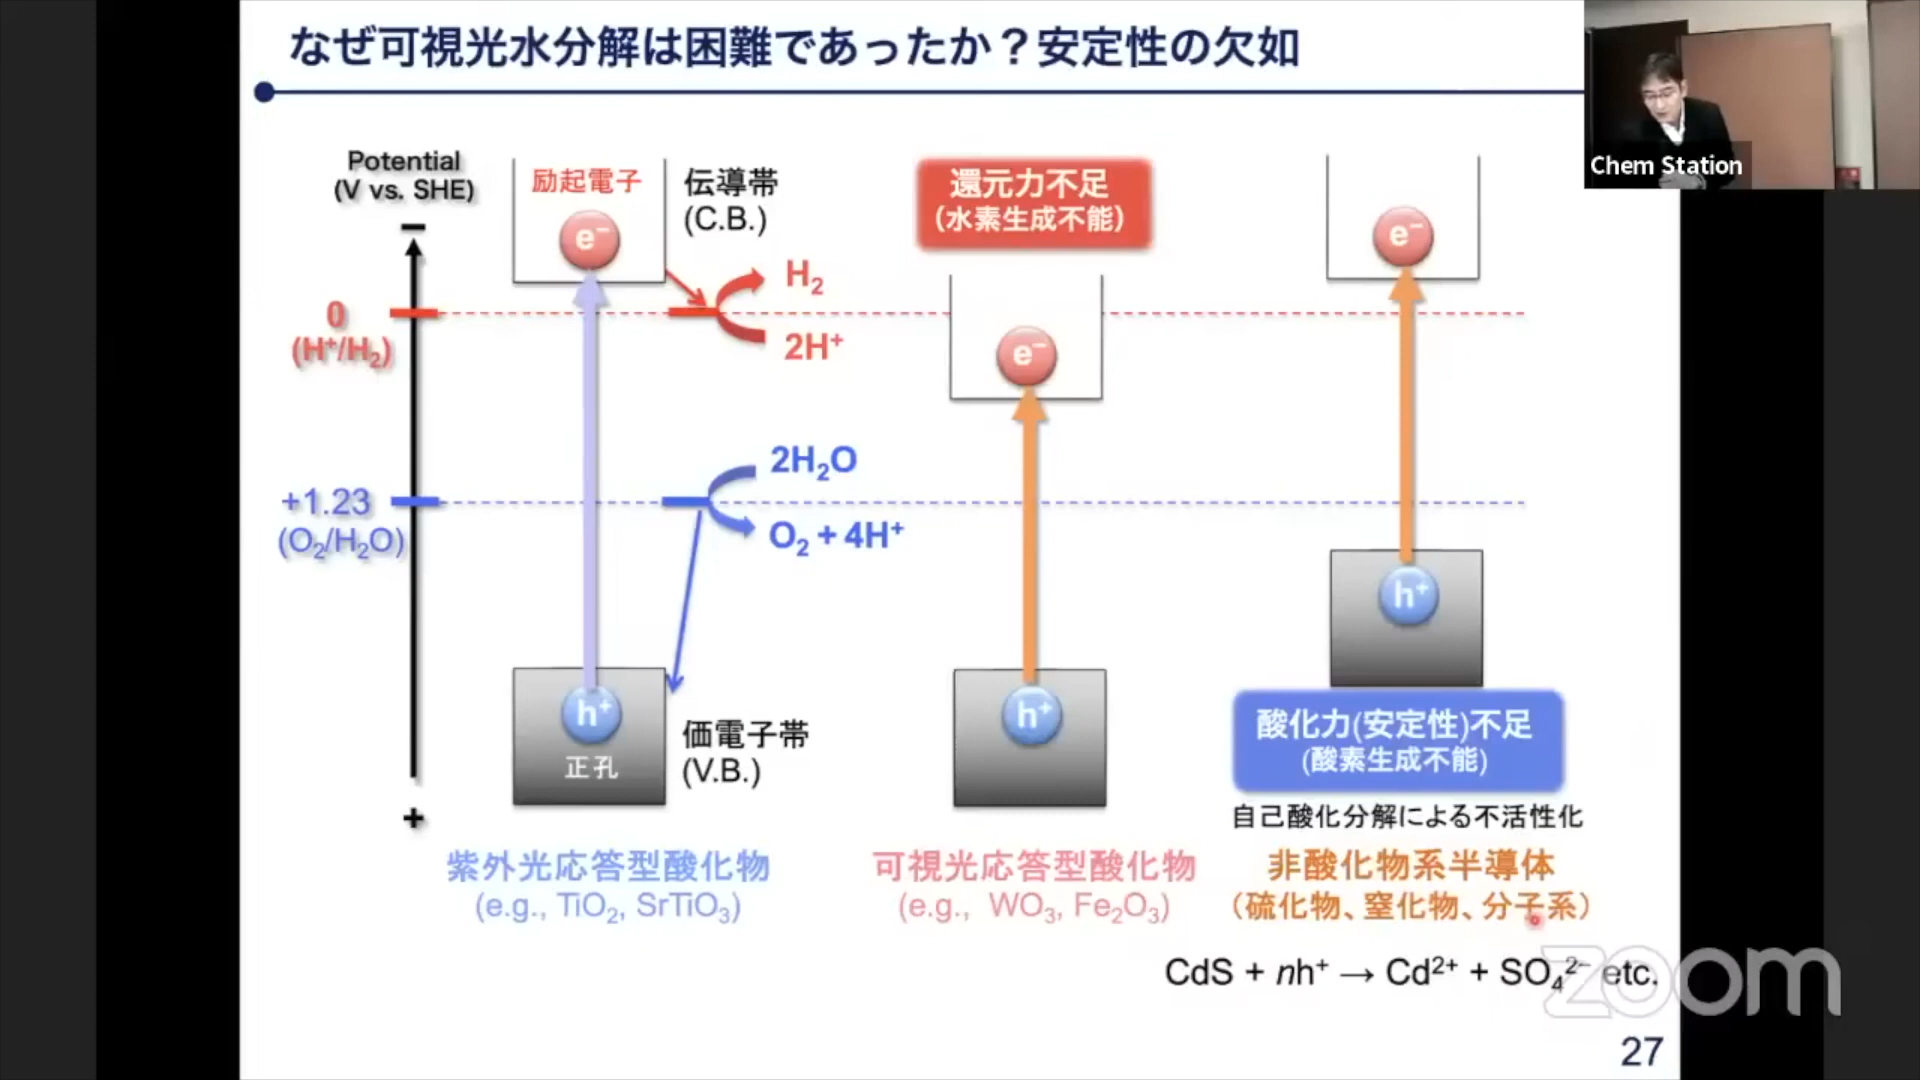 なぜ可視光水分解は困難であったか？安定性の欠如
Chem Station
Potential
(V vs. SHE)
−
0
(H⁺/H₂)
+1.23
(O₂/H₂O)
+
励起電子
e⁻
伝導帯
(C.B.)
H₂
2H⁺
2H₂O
O₂ + 4H⁺
h⁺
正孔
価電子帯
(V.B.)
紫外光応答型酸化物
(e.g., TiO₂, SrTiO₃)
還元力不足
(水素生成不能)
e⁻
h⁺
可視光応答型酸化物
(e.g., WO₃, Fe₂O₃)
e⁻
h⁺
酸化力(安定性)不足
(酸素生成不能)
自己酸化分解による不活性化
非酸化物系半導体
（硫化物、窒化物、分子系）
CdS + nh⁺ → Cd²⁺ + SO₄²⁻ etc.
zoom
27